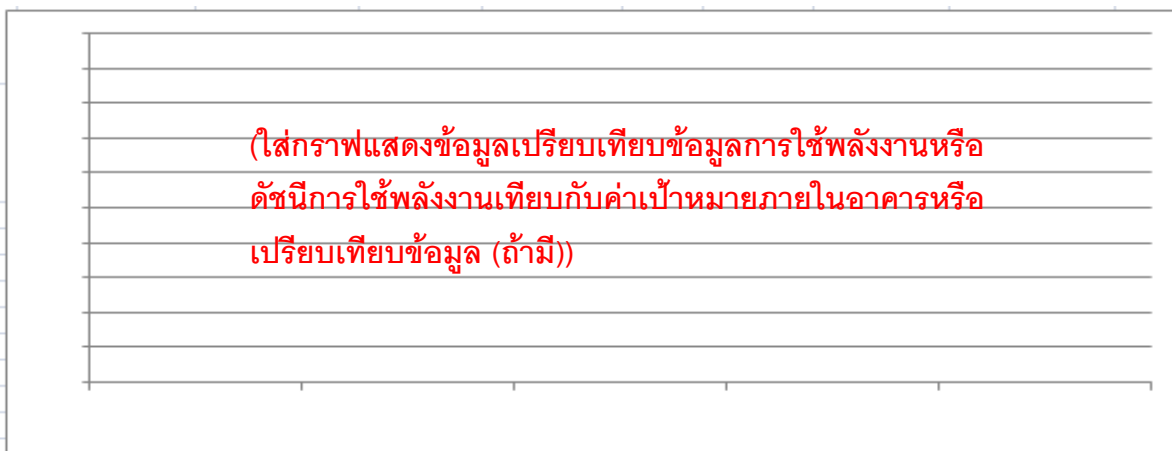 (ใส่กราฟแสดงข้อมูลเปรียบเทียบข้อมูลการใช้พลังงานหรือ
ดัชนีการใช้พลังงานเทียบกับค่าเป้าหมายภายในอาคารหรือ
เปรียบเทียบข้อมูล (ถ้ามี))